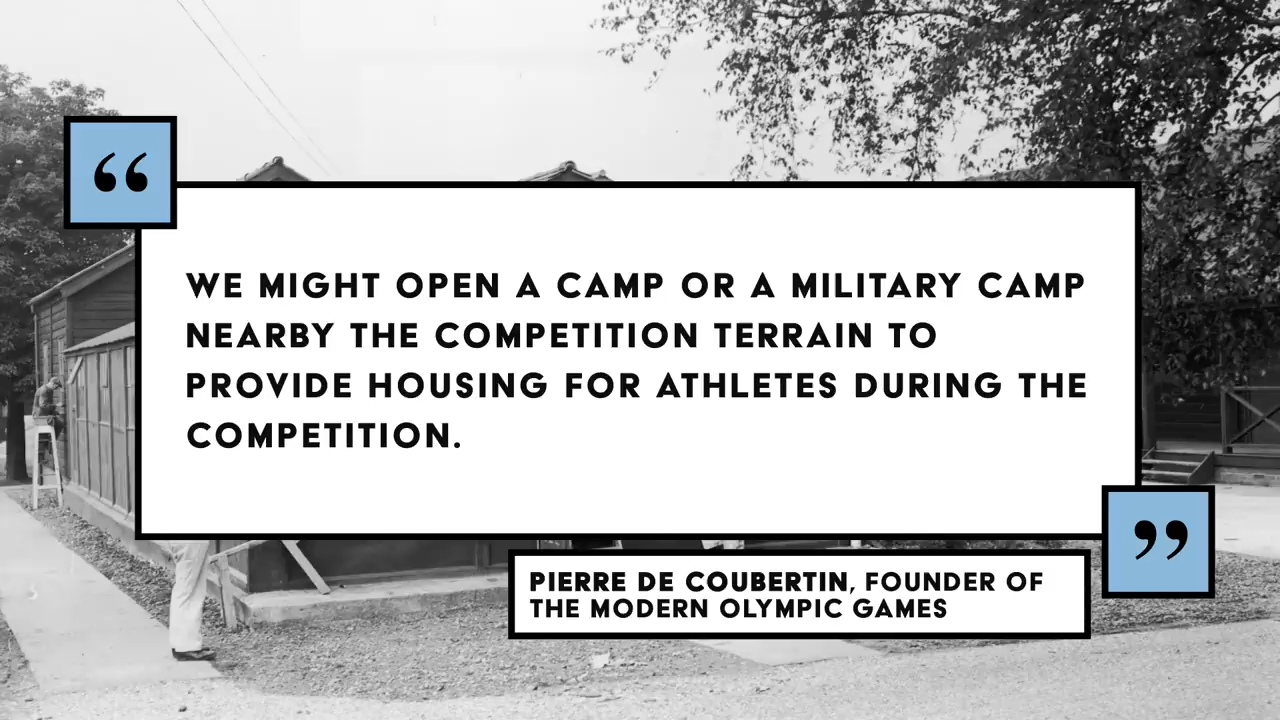 “
WE MIGHT OPEN A CAMP OR A MILITARY CAMP
NEARBY THE COMPETITION TERRAIN TO
PROVIDE HOUSING FOR ATHLETES DURING THE
COMPETITION.
”
PIERRE DE COUBERTIN, FOUNDER OF
THE MODERN OLYMPIC GAMES